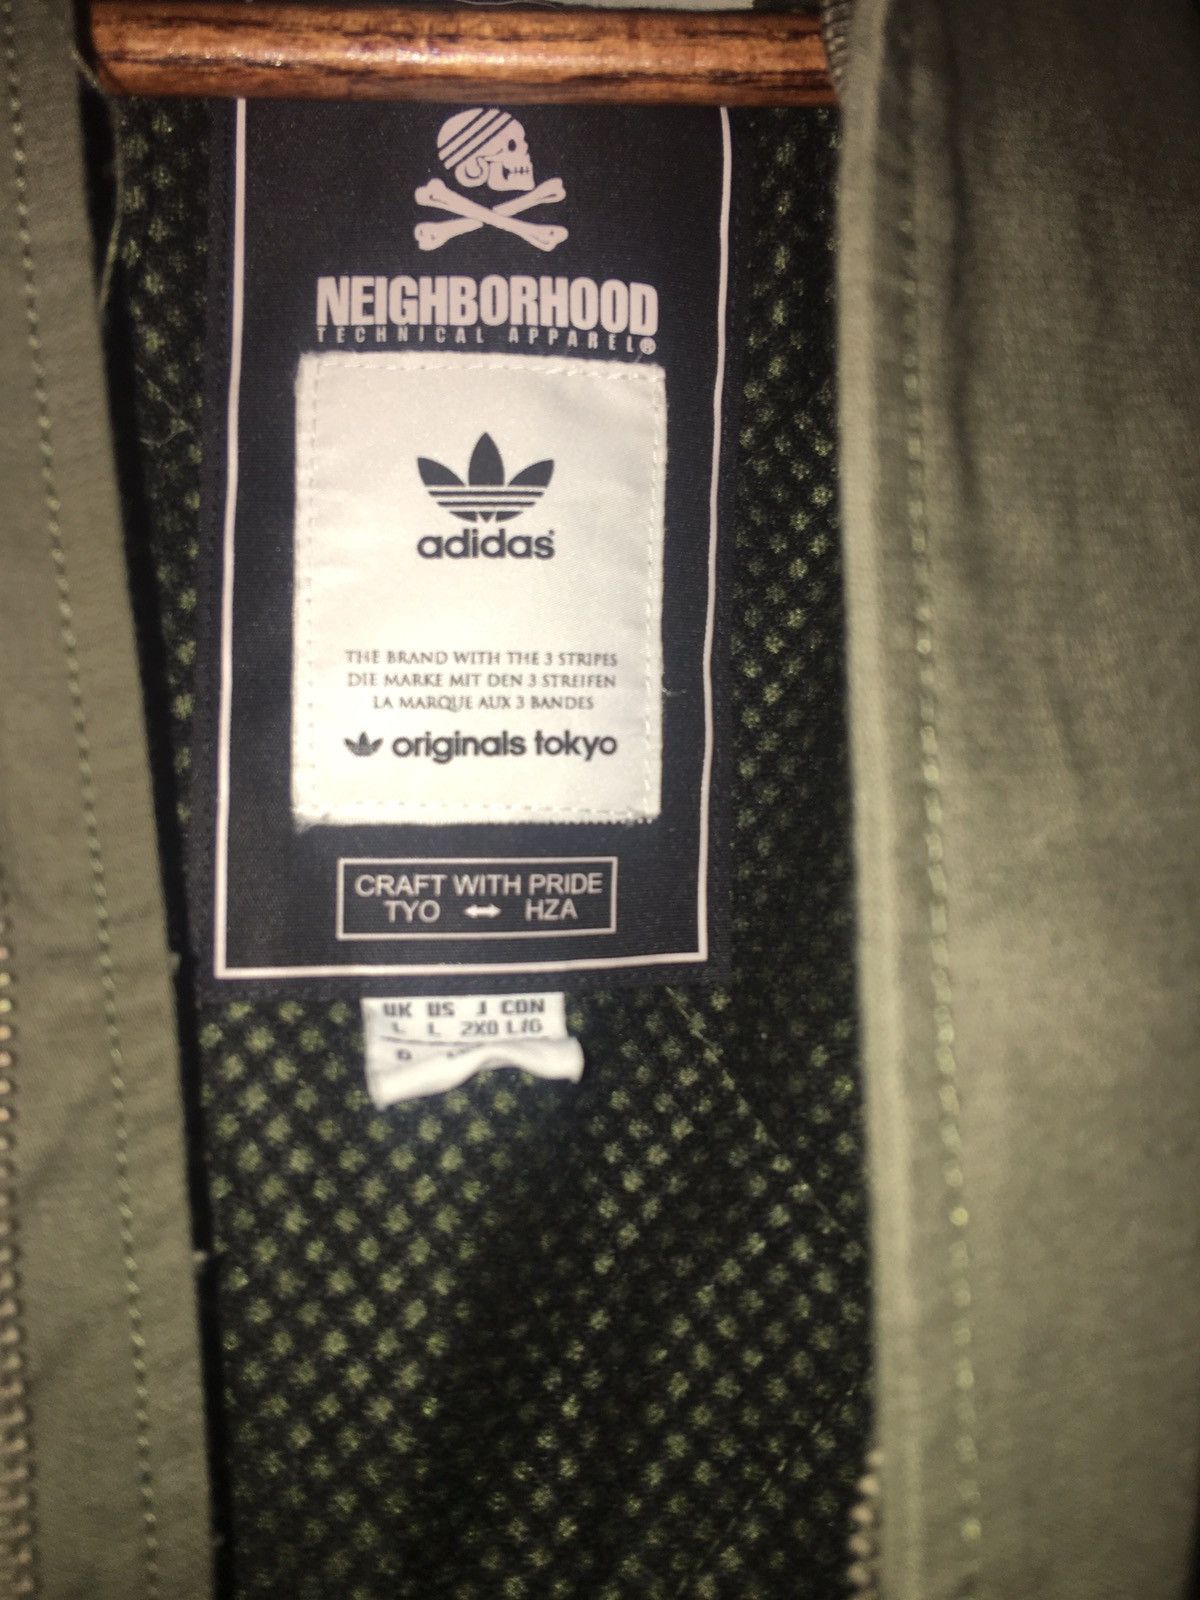 NEIGHBORHOOD
TECHNICAL APPAREL®
adidas
THE BRAND WITH THE 3 STRIPES
DIE MARKE MIT DEN 3 STREIFEN
LA MARQUE AUX 3 BANDES
originals tokyo
CRAFT WITH PRIDE
TYO ↔ HZA
UK US J CDN
L L 2XO L/G